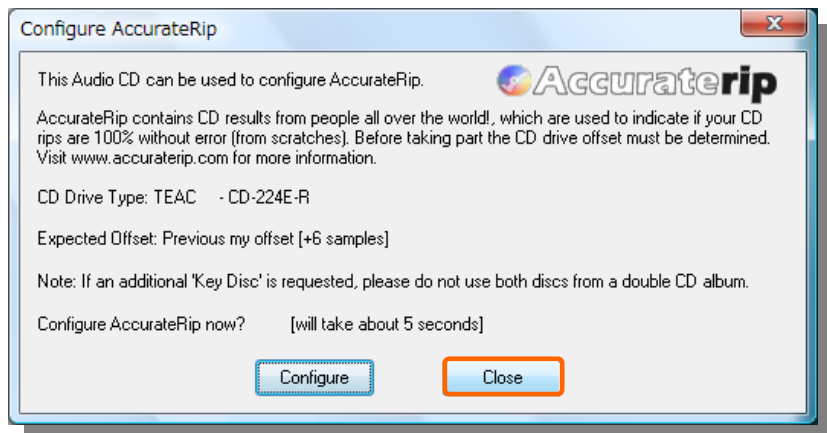 Configure AccurateRip
This Audio CD can be used to configure AccurateRip.
Accuraterip
AccurateRip contains CD results from people all over the world!, which are used to indicate if your CD
rips are 100% without error (from scratches). Before taking part the CD drive offset must be determined.
Visit www.accuraterip.com for more information.
CD Drive Type: TEAC - CD-224E-R
Expected Offset: Previous my offset [+6 samples]
Note: If an additional 'Key Disc' is requested, please do not use both discs from a double CD album.
Configure AccurateRip now? [will take about 5 seconds]
Configure Close